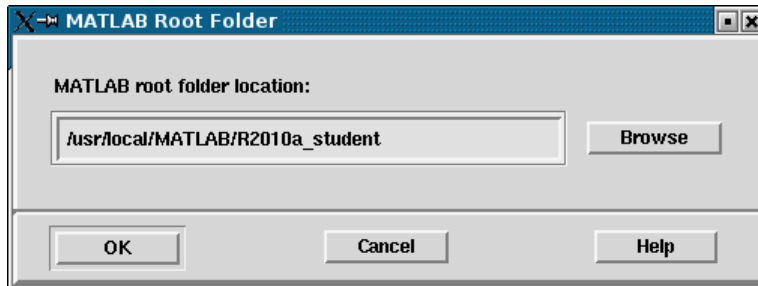 MATLAB Root Folder
MATLAB root folder location:
/usr/local/MATLAB/R2010a_student
Browse
OK
Cancel
Help